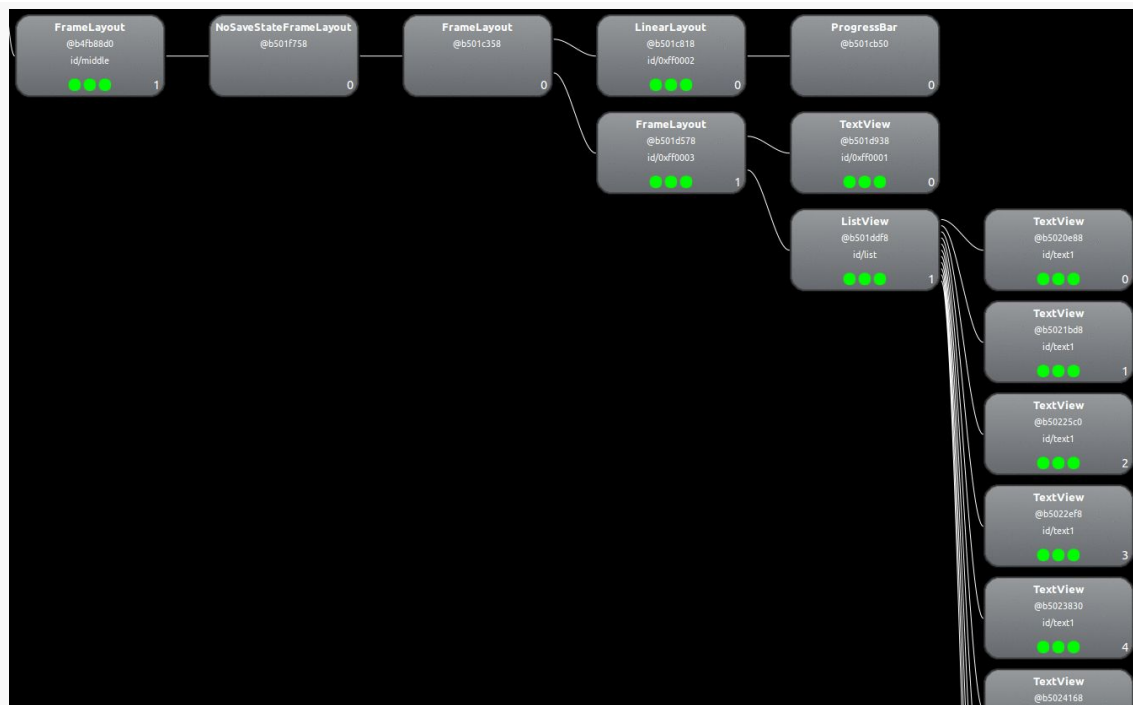 FrameLayout
@b4fb88d0
id/middle
1
NoSaveStateFrameLayout
@b501f758
0
FrameLayout
@b501c358
0
LinearLayout
@b501c818
id/0xff0002
0
ProgressBar
@b501cb50
0
FrameLayout
@b501d578
id/0xff0003
1
TextView
@b501d938
id/0xff0001
0
ListView
@b501ddf8
id/list
1
TextView
@b5020e88
id/text1
0
TextView
@b5021bd8
id/text1
1
TextView
@b50225c0
id/text1
2
TextView
@b5022ef8
id/text1
3
TextView
@b5023830
id/text1
4
TextView
@b5024168